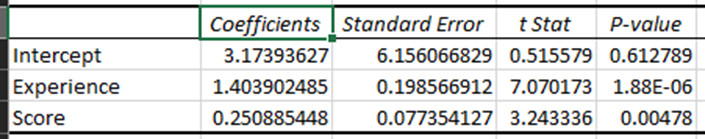 Coefficients Standard Error t Stat P-value
Intercept 3.17393627 6.156066829 0.515579 0.612789
Experience 1.403902485 0.198566912 7.070173 1.88E-06
Score 0.250885448 0.077354127 3.243336 0.00478